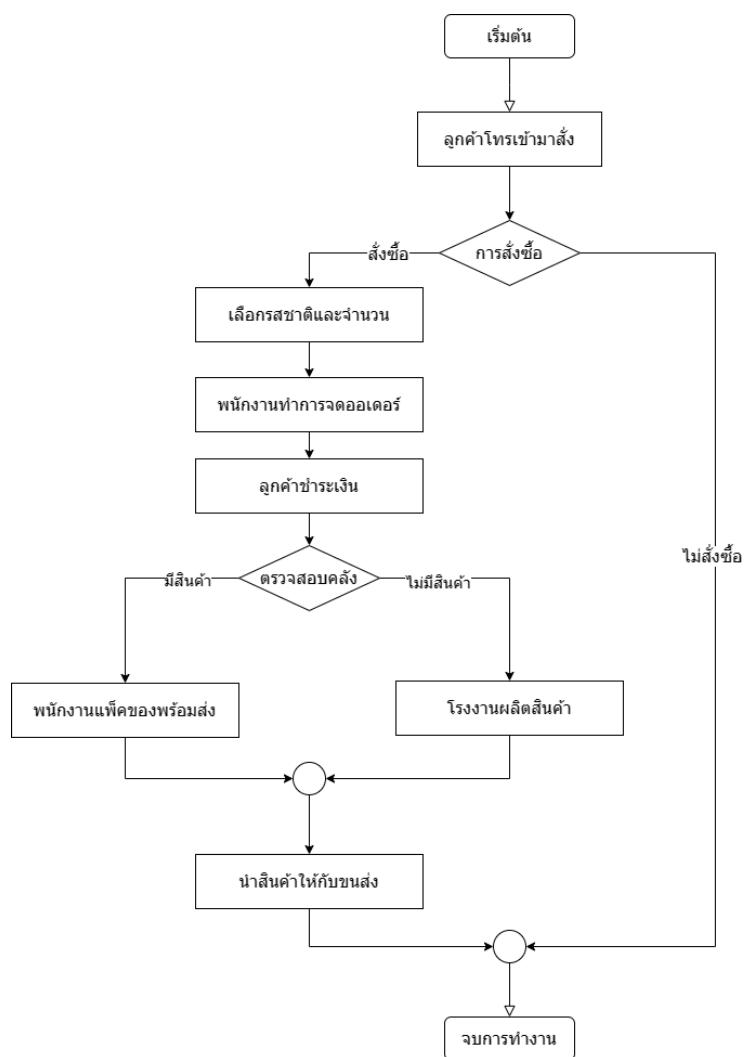 เริ่มต้น
ลูกค้าโทรเข้ามาสั่ง
การสั่งซื้อ
สั่งซื้อ
เลือกรสชาติและจำนวน
พนักงานทำการจดออเดอร์
ลูกค้าชำระเงิน
ไม่สั่งซื้อ
ตรวจสอบคลัง
มีสินค้า
ไม่มีสินค้า
พนักงานแพ็คของพร้อมส่ง
โรงงานผลิตสินค้า
นำสินค้าให้กับขนส่ง
จบการทำงาน